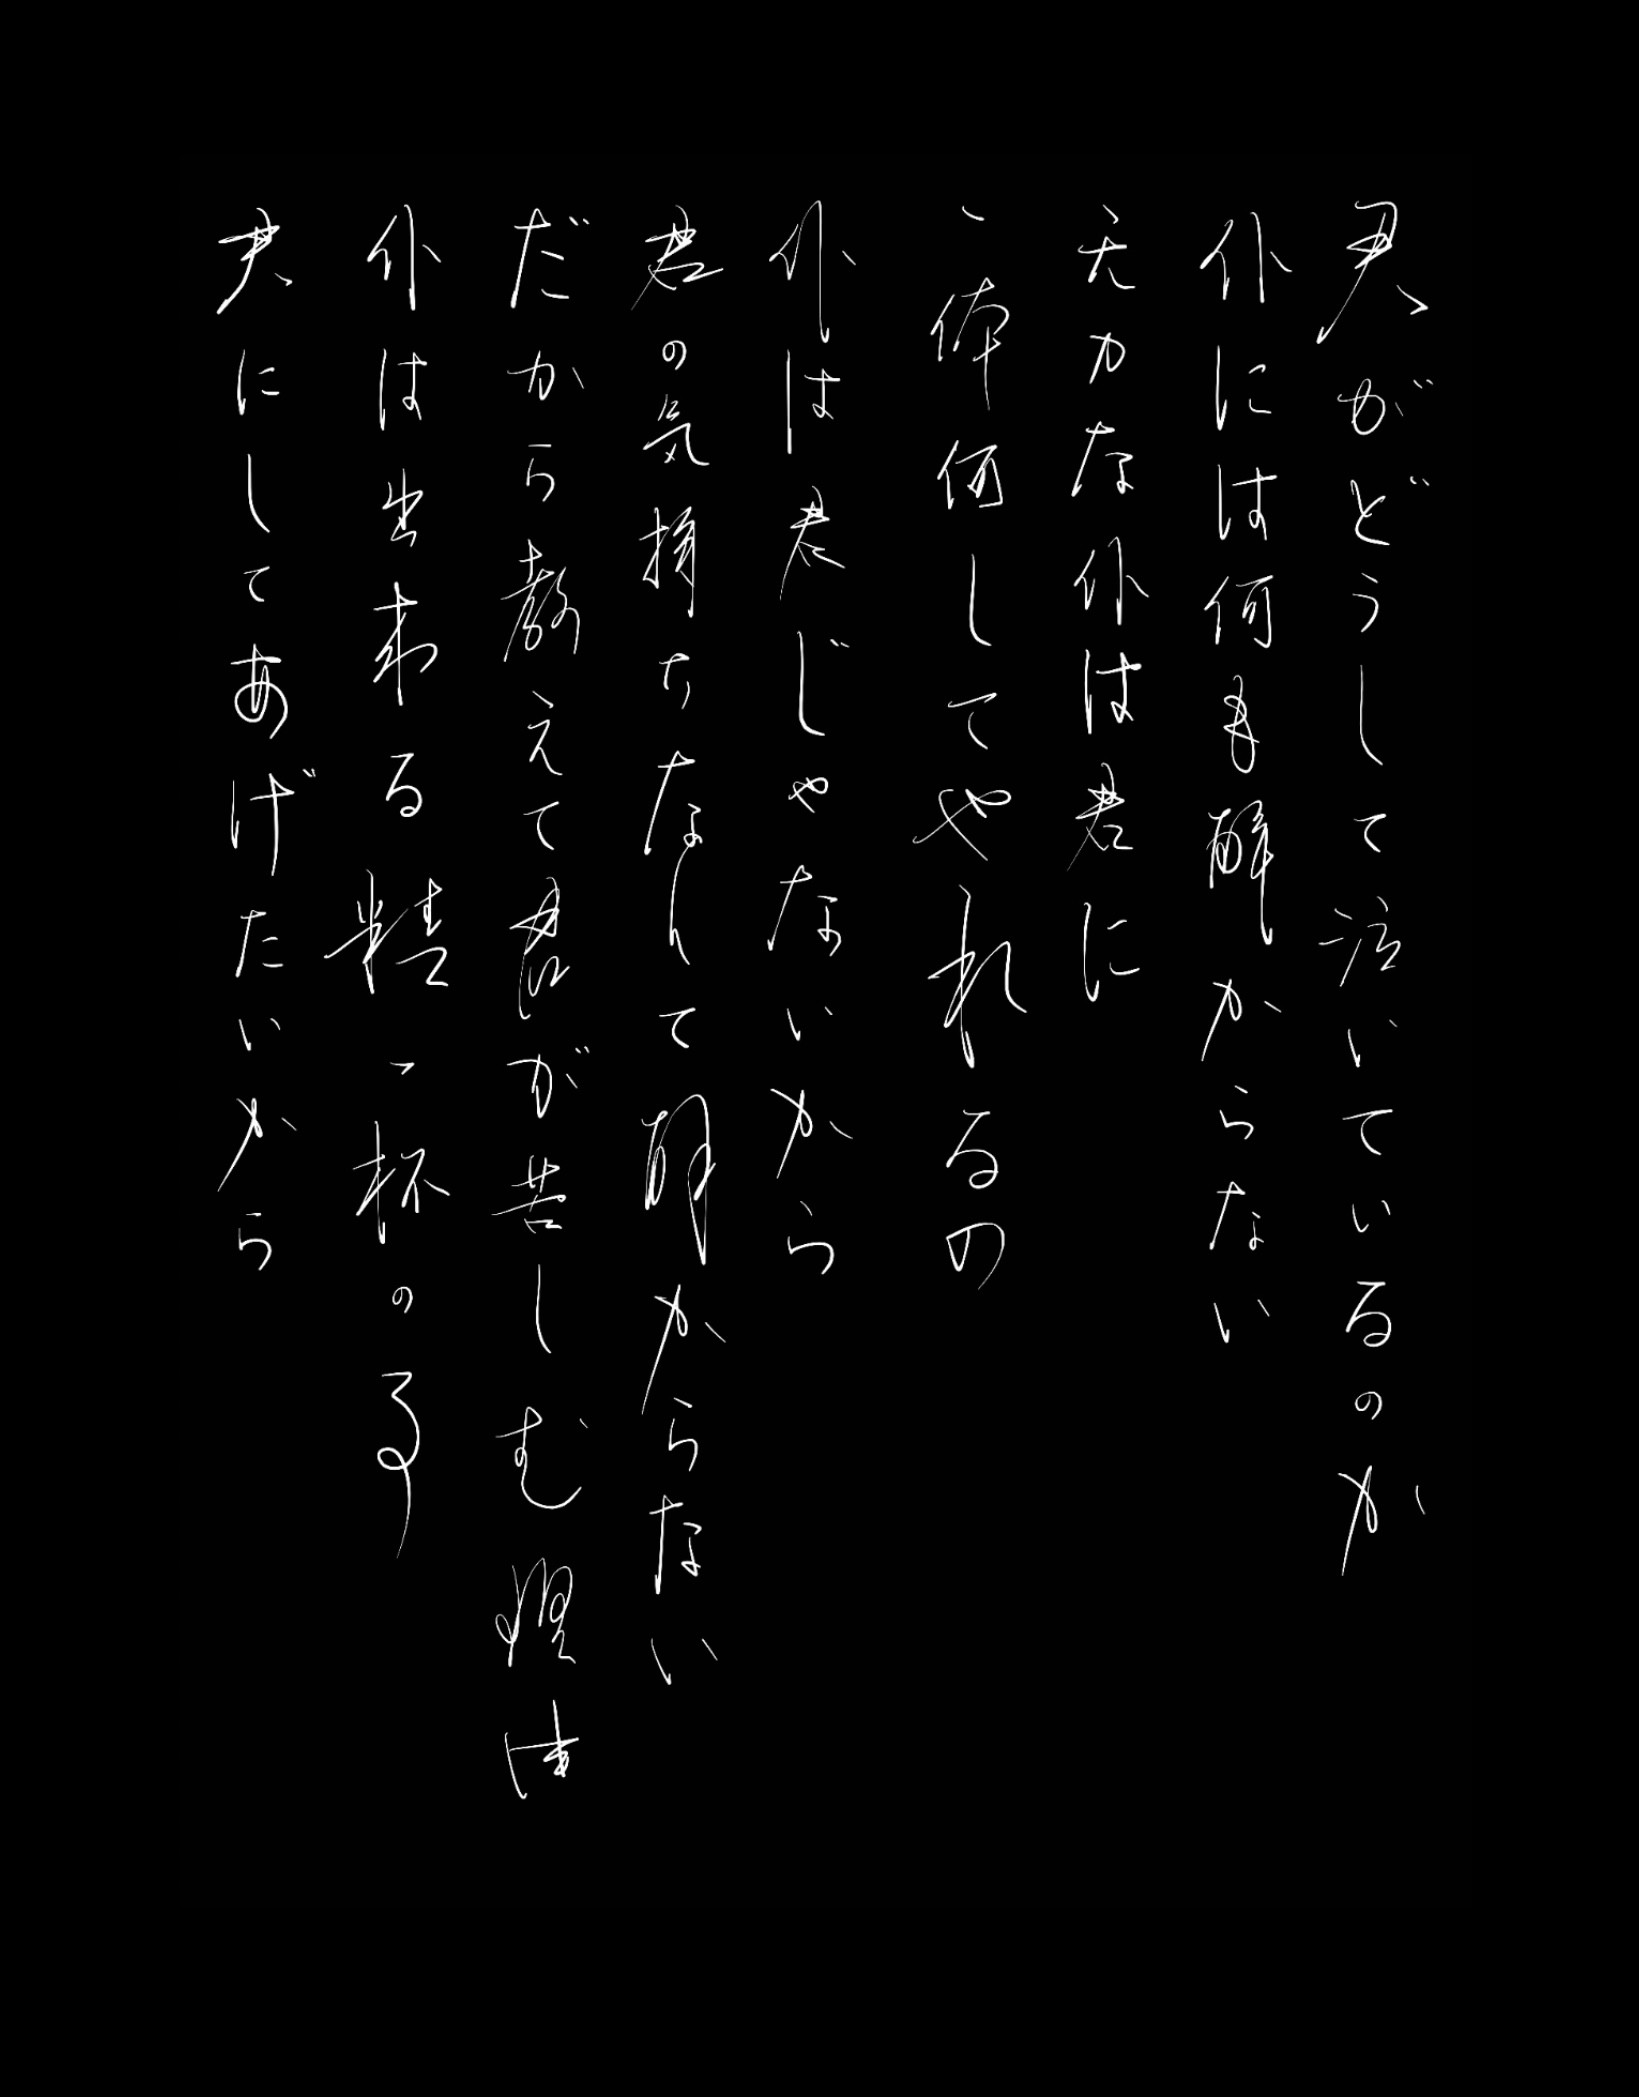 君がどうして泣いているのか
僕には何も解からない
無力な僕は君に
一体何してやれるの
僕は君じゃないから
君の気持ちなんて解からない
だから教えて君が苦しむ理由
僕は出来る精一杯の事
君にしてあげたいから